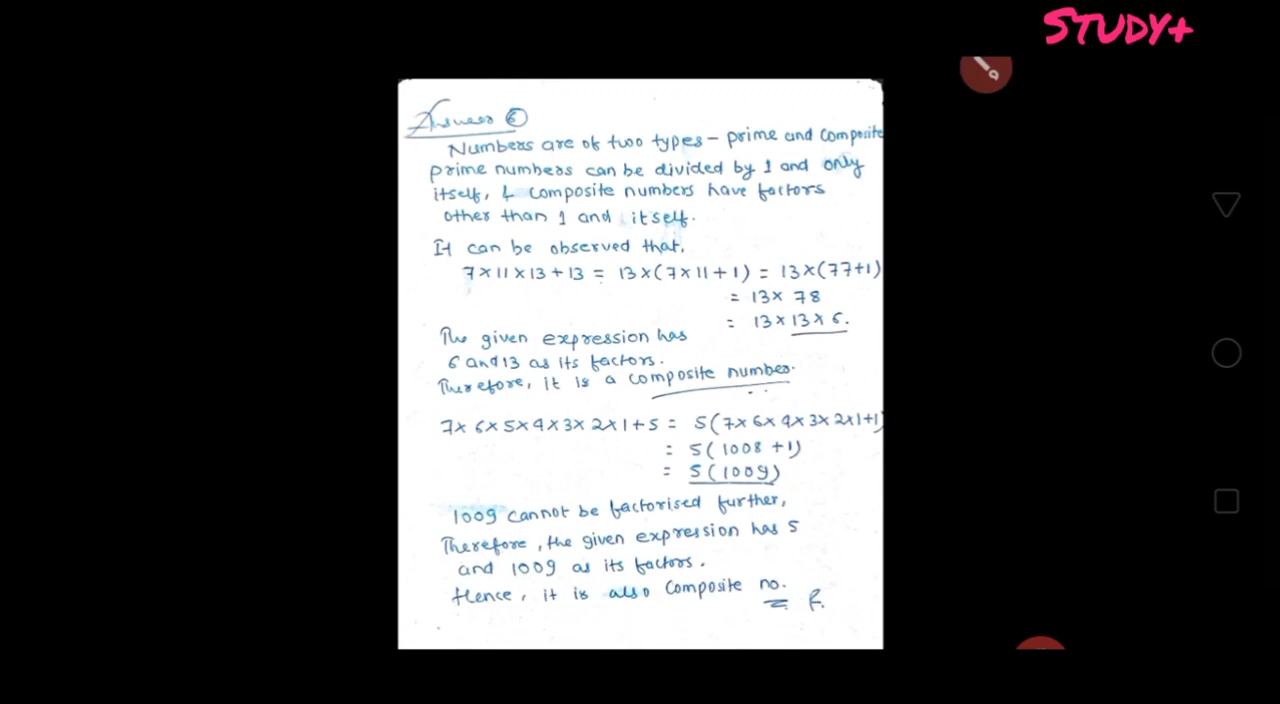 STUDY+
Answer 6
Numbers are of two types - prime and composite
prime numbers can be divided by 1 and only
itself, & composite numbers have factors
other than 1 and itself.
It can be observed that,
7×11×13+13 = 13×(7×11+1) = 13×(77+1)
= 13× 78
= 13×13×6.
The given expression has
6 and 13 as its factors.
Therefore, it is a composite number.
7× 6×5×4×3×2×1+5 = 5(7×6×4×3×2×1+1)
= 5(1008 +1)
= 5(1009)
1009 cannot be factorised further,
Therefore, the given expression has 5
and 1009 as its factors.
Hence, it is also composite no.